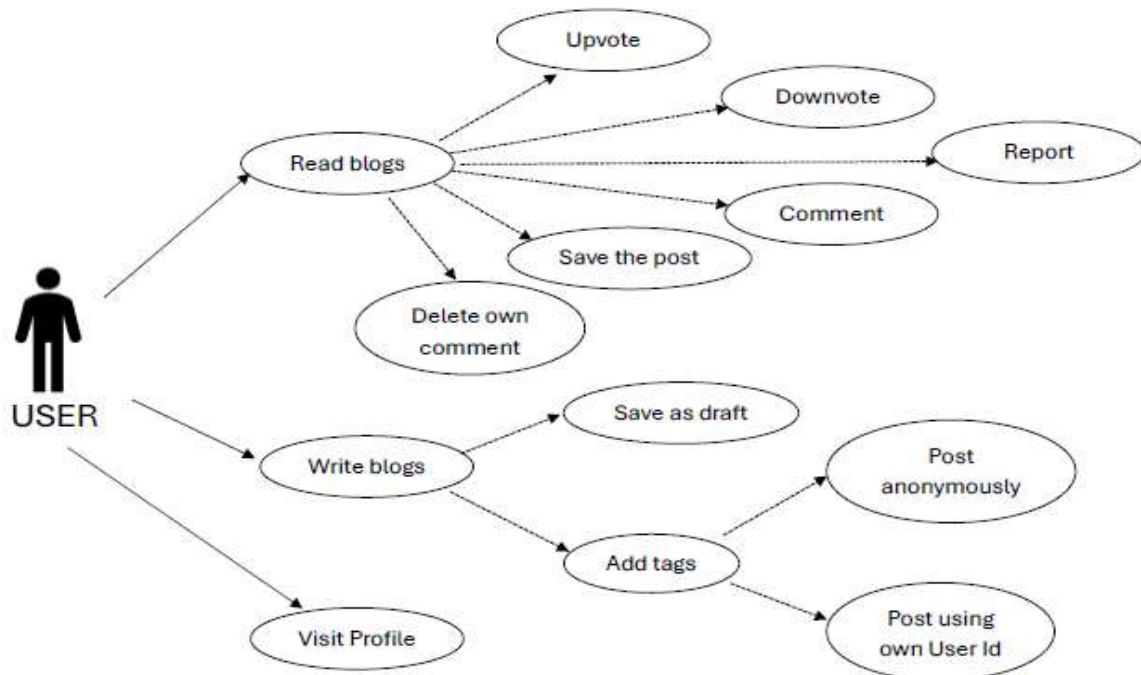 Upvote
Downvote
Read blogs
Report
Comment
Save the post
Delete own
comment
USER
Save as draft
Write blogs
Post
anonymously
Add tags
Visit Profile
Post using
own User Id